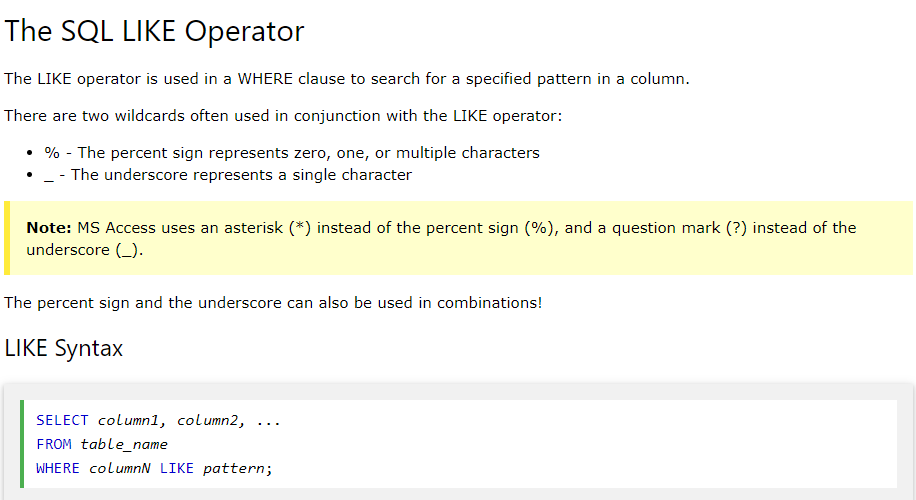 The SQL LIKE Operator
The LIKE operator is used in a WHERE clause to search for a specified pattern in a column.
There are two wildcards often used in conjunction with the LIKE operator:
• % - The percent sign represents zero, one, or multiple characters
• _ - The underscore represents a single character
Note: MS Access uses an asterisk (*) instead of the percent sign (%), and a question mark (?) instead of the
underscore (_).
The percent sign and the underscore can also be used in combinations!
LIKE Syntax
SELECT column1, column2, ...
FROM table_name
WHERE columnN LIKE pattern;